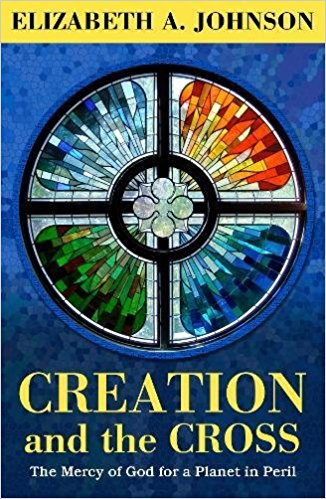 ELIZABETH A. JOHNSON
CREATION
and the CROSS
The Mercy of God for a Planet in Peril